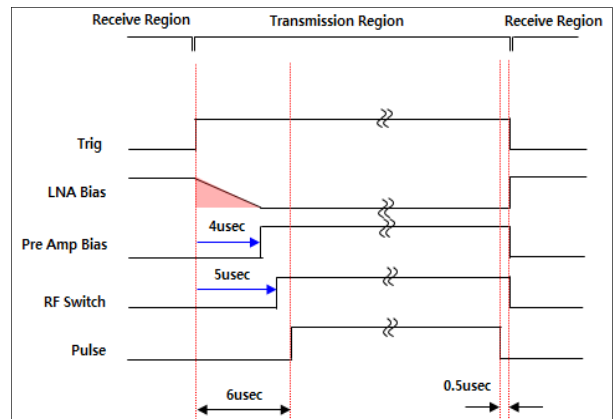 Receive Region Transmission Region Receive Region
Trig
LNA Bias
4usec
Pre Amp Bias
5usec
RF Switch
Pulse
6usec 0.5usec